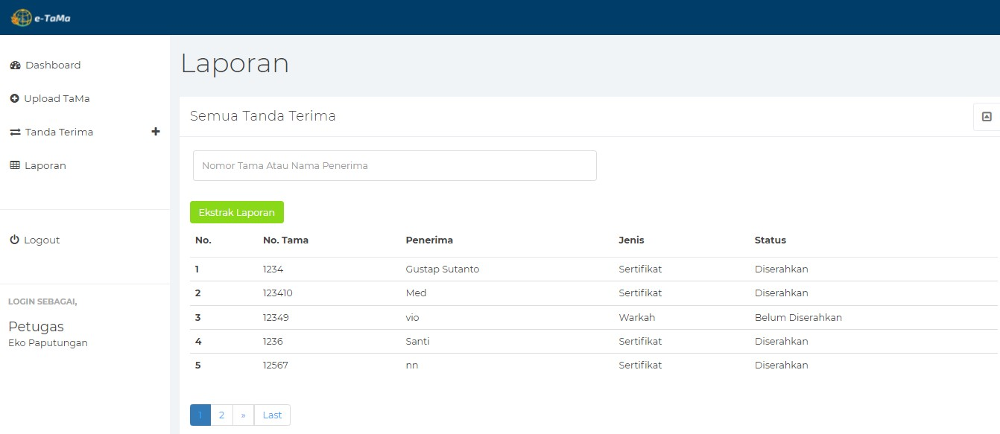 e-TaMa
Dashboard
Upload TaMa
Tanda Terima
Laporan
Logout
LOGIN SEBAGAI,
Petugas
Eko Paputungan
Laporan
Semua Tanda Terima
Nomor Tama Atau Nama Penerima
Ekstrak Laporan
No. No. Tama Penerima Jenis Status
1 1234 Gustap Sutanto Sertifikat Diserahkan
2 123410 Med Sertifikat Diserahkan
3 12349 vio Warkah Belum Diserahkan
4 1236 Santi Sertifikat Diserahkan
5 12567 nn Sertifikat Diserahkan
1 2 » Last